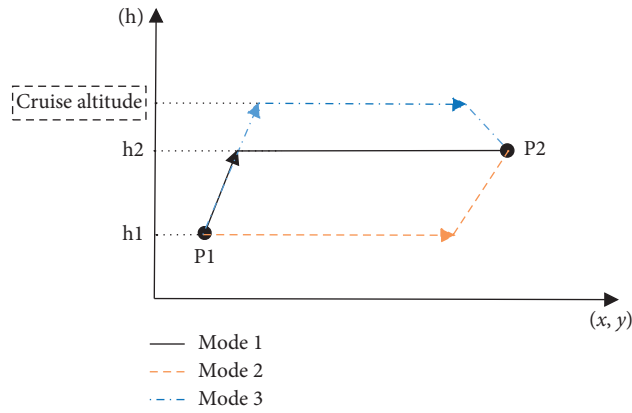 (h)
Cruise altitude
h2
P2
h1
P1
(x, y)
Mode 1
Mode 2
Mode 3